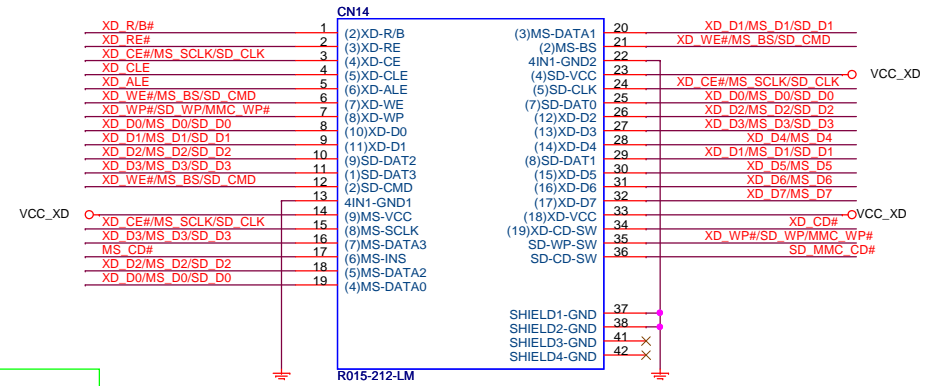 CN14
XD_R/B# 1 (2)XD-R/B (3)MS-DATA1 20 XD_D1/MS_D1/SD_D1
XD_RE# 2 (3)XD-RE (2)MS-BS 21 XD_WE#/MS_BS/SD_CMD
XD_CE#/MS_SCLK/SD_CLK 3 (4)XD-CE 4IN1-GND2 22
XD_CLE 4 (5)XD-CLE (4)SD-VCC 23 VCC_XD
XD_ALE 5 (6)XD-ALE (5)SD-CLK 24 XD_CE#/MS_SCLK/SD_CLK
XD_WE#/MS_BS/SD_CMD 6 (7)XD-WE (7)SD-DAT0 25 XD_D0/MS_D0/SD_D0
XD_WP#/SD_WP/MMC_WP# 7 (8)XD-WP (12)XD-D2 26 XD_D2/MS_D2/SD_D2
XD_D0/MS_D0/SD_D0 8 (10)XD-D0 (13)XD-D3 27 XD_D3/MS_D3/SD_D3
XD_D1/MS_D1/SD_D1 9 (11)XD-D1 (14)XD-D4 28 XD_D4/MS_D4
XD_D2/MS_D2/SD_D2 10 (9)SD-DAT2 (8)SD-DAT1 29 XD_D1/MS_D1/SD_D1
XD_D3/MS_D3/SD_D3 11 (1)SD-DAT3 (15)XD-D5 30 XD_D5/MS_D5
XD_WE#/MS_BS/SD_CMD 12 (2)SD-CMD (16)XD-D6 31 XD_D6/MS_D6
13 4IN1-GND1 (17)XD-D7 32 XD_D7/MS_D7
VCC_XD 14 (9)MS-VCC (18)XD-VCC 33 VCC_XD
XD_CE#/MS_SCLK/SD_CLK 15 (8)MS-SCLK (19)XD-CD-SW 34 XD_CD#
XD_D3/MS_D3/SD_D3 16 (7)MS-DATA3 SD-WP-SW 35 XD_WP#/SD_WP/MMC_WP#
MS_CD# 17 (6)MS-INS SD-CD-SW 36 SD_MMC_CD#
XD_D2/MS_D2/SD_D2 18 (5)MS-DATA2
XD_D0/MS_D0/SD_D0 19 (4)MS-DATA0
SHIELD1-GND 37
SHIELD2-GND 38
SHIELD3-GND 41
SHIELD4-GND 42
R015-212-LM